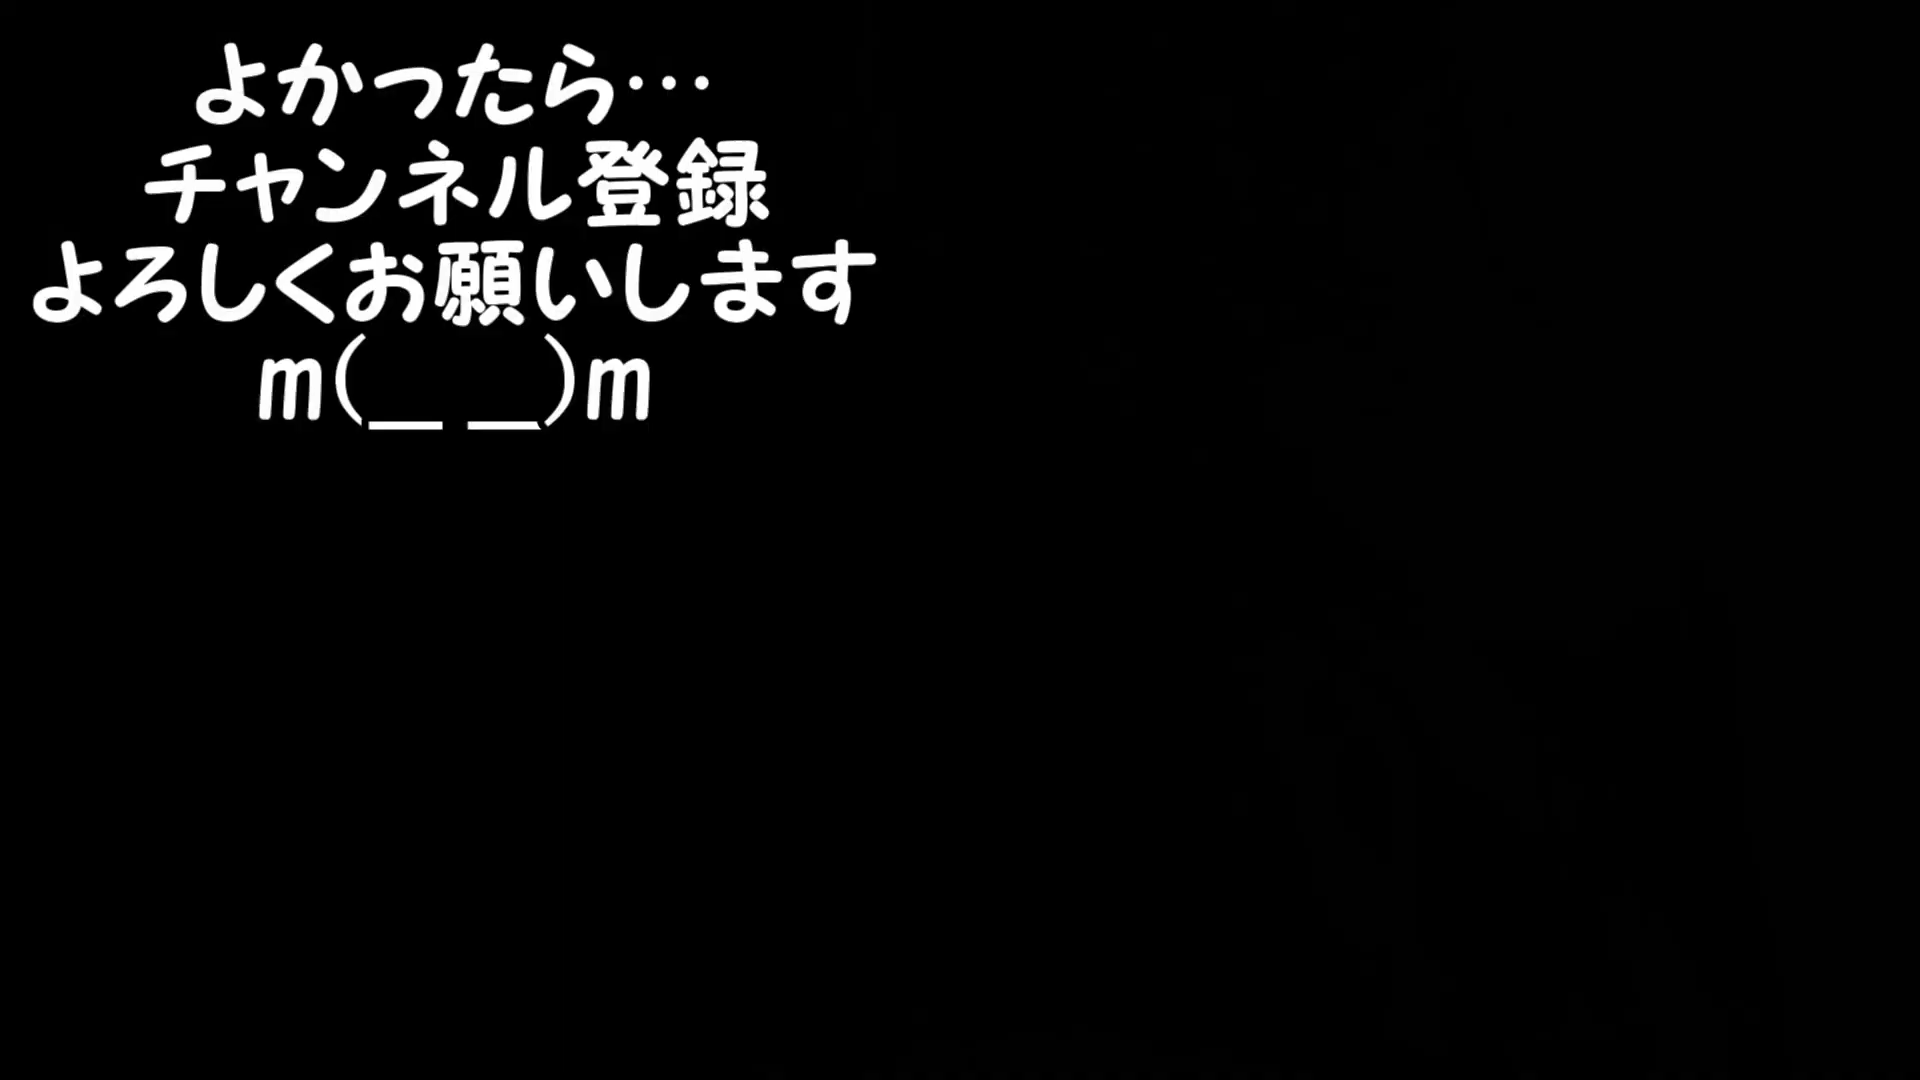 よかったら…
チャンネル登録
よろしくお願いします
m(_ _)m